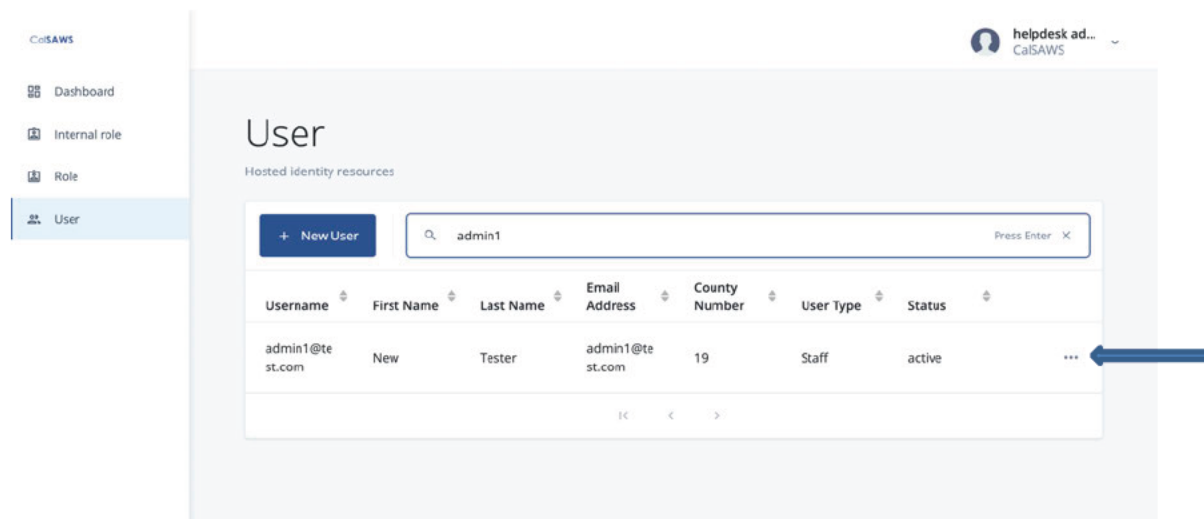 CalSAWS
helpdesk ad...
CalSAWS
Dashboard
Internal role
Role
User
User
Hosted identity resources
+ New User
admin1
Press Enter ×
Username First Name Last Name Email Address County Number User Type Status
admin1@te
st.com
New Tester
admin1@te
st.com
19 Staff active ...